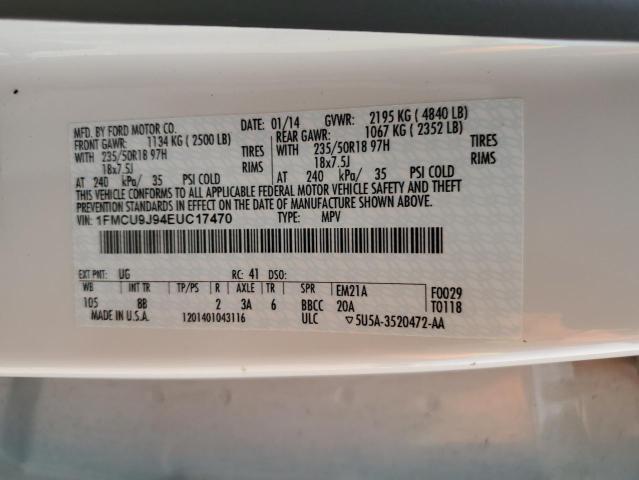 MFD. BY FORD MOTOR CO. DATE: 01/14 GVWR: 2195 KG ( 4840 LB)
FRONT GAWR: 1134 KG ( 2500 LB) REAR GAWR: 1067 KG ( 2352 LB)
WITH 235/50R18 97H TIRES WITH 235/50R18 97H TIRES
18x7.5J RIMS 18x7.5J RIMS
AT 240 kPa/ 35 PSI COLD AT 240 kPa/ 35 PSI COLD
THIS VEHICLE CONFORMS TO ALL APPLICABLE FEDERAL MOTOR VEHICLE SAFETY AND THEFT
PREVENTION STANDARDS IN EFFECT ON THE DATE OF MANUFACTURE SHOWN ABOVE.
VIN: 1FMCU9J94EUC17470 TYPE: MPV
EXT PNT: UG RC: 41 DSO:
WB INT TR TP/PS R AXLE TR SPR EM21A F0029
105 8B 2 3A 6 BBCC 20A T0118
MADE IN U.S.A. 1201401043116 ULC ▽5U5A-3520472-AA